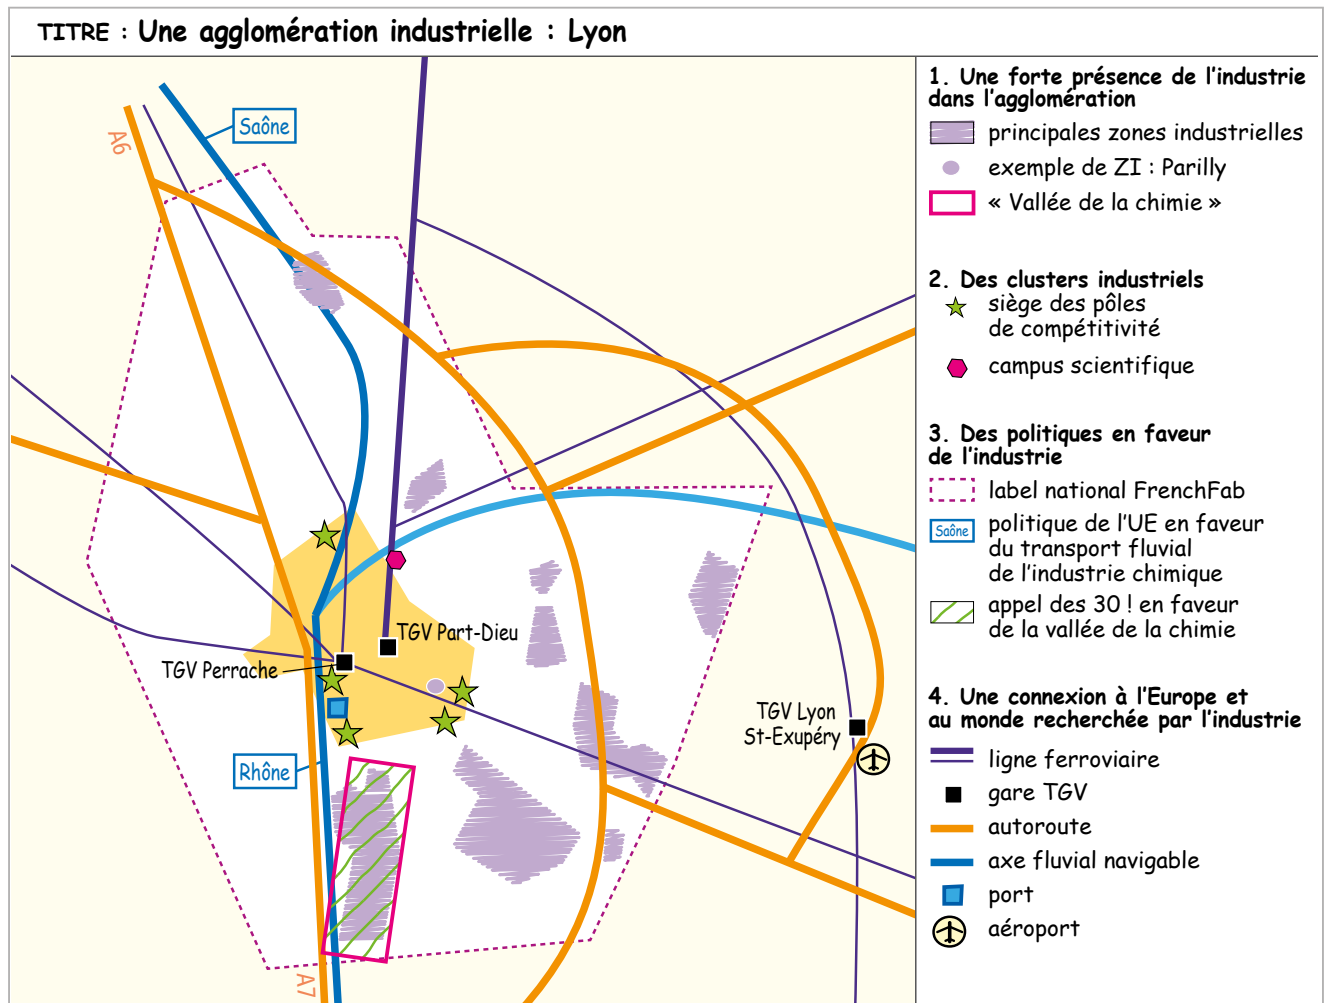 TITRE : Une agglomération industrielle : Lyon
A6
Saône
TGV Part-Dieu
TGV Perrache
TGV Lyon
St-Exupéry
Rhône
A7
1. Une forte présence de l'industrie
dans l'agglomération
principales zones industrielles
exemple de ZI : Parilly
« Vallée de la chimie »
2. Des clusters industriels
siège des pôles
de compétitivité
campus scientifique
3. Des politiques en faveur
de l'industrie
label national FrenchFab
Saône
politique de l'UE en faveur
du transport fluvial
de l'industrie chimique
appel des 30 ! en faveur
de la vallée de la chimie
4. Une connexion à l'Europe et
au monde recherchée par l'industrie
ligne ferroviaire
gare TGV
autoroute
axe fluvial navigable
port
aéroport